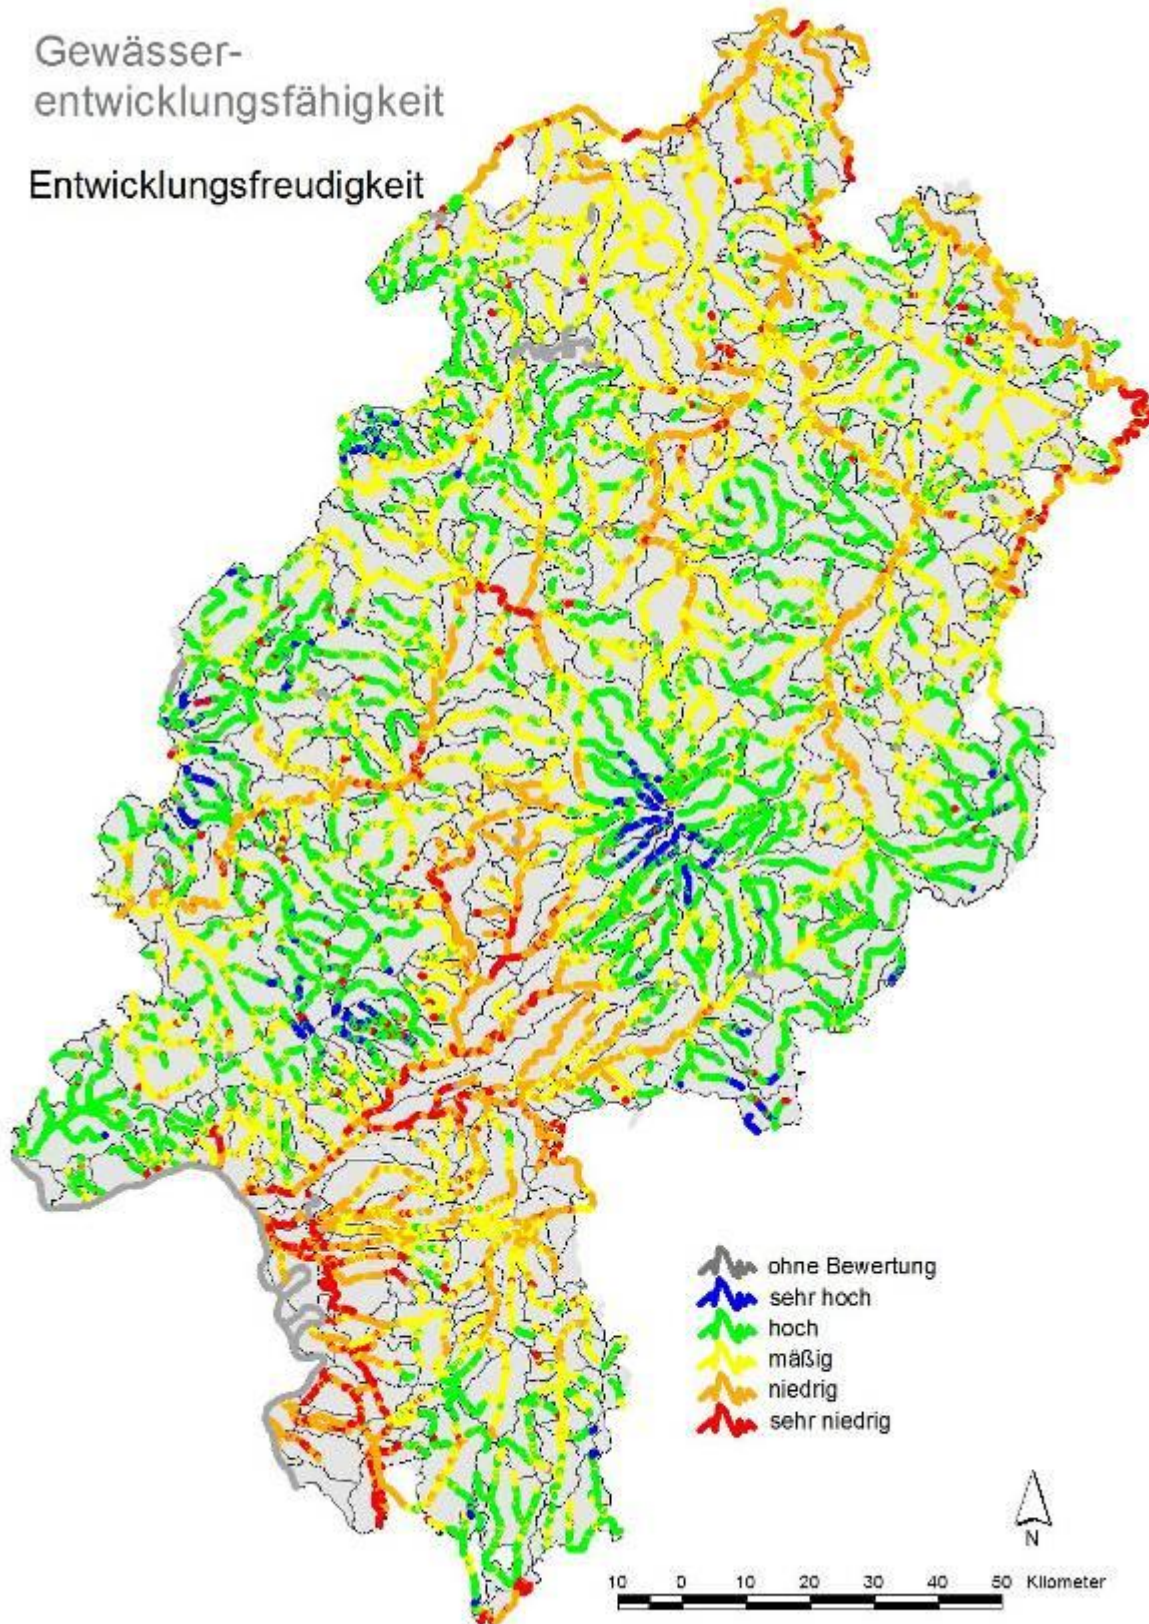 Gewässer-
entwicklungsfähigkeit
Entwicklungsfreudigkeit
ohne Bewertung
sehr hoch
hoch
mäßig
niedrig
sehr niedrig
N
10 0 10 20 30 40 50 Kilometer